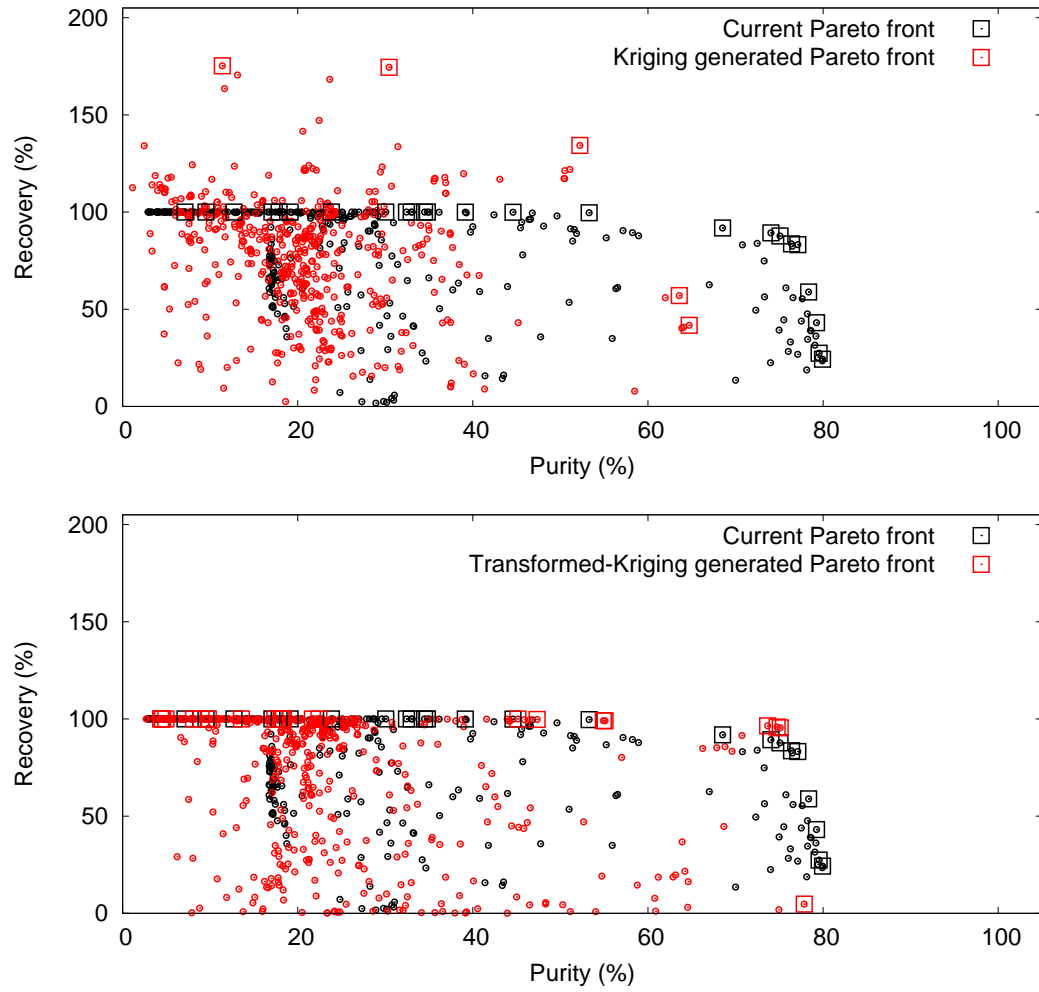 200
150
100
50
0
Recovery (%)
Current Pareto front
Kriging generated Pareto front
0 20 40 60 80 100
Purity (%)
200
150
100
50
0
Recovery (%)
Current Pareto front
Transformed-Kriging generated Pareto front
0 20 40 60 80 100
Purity (%)